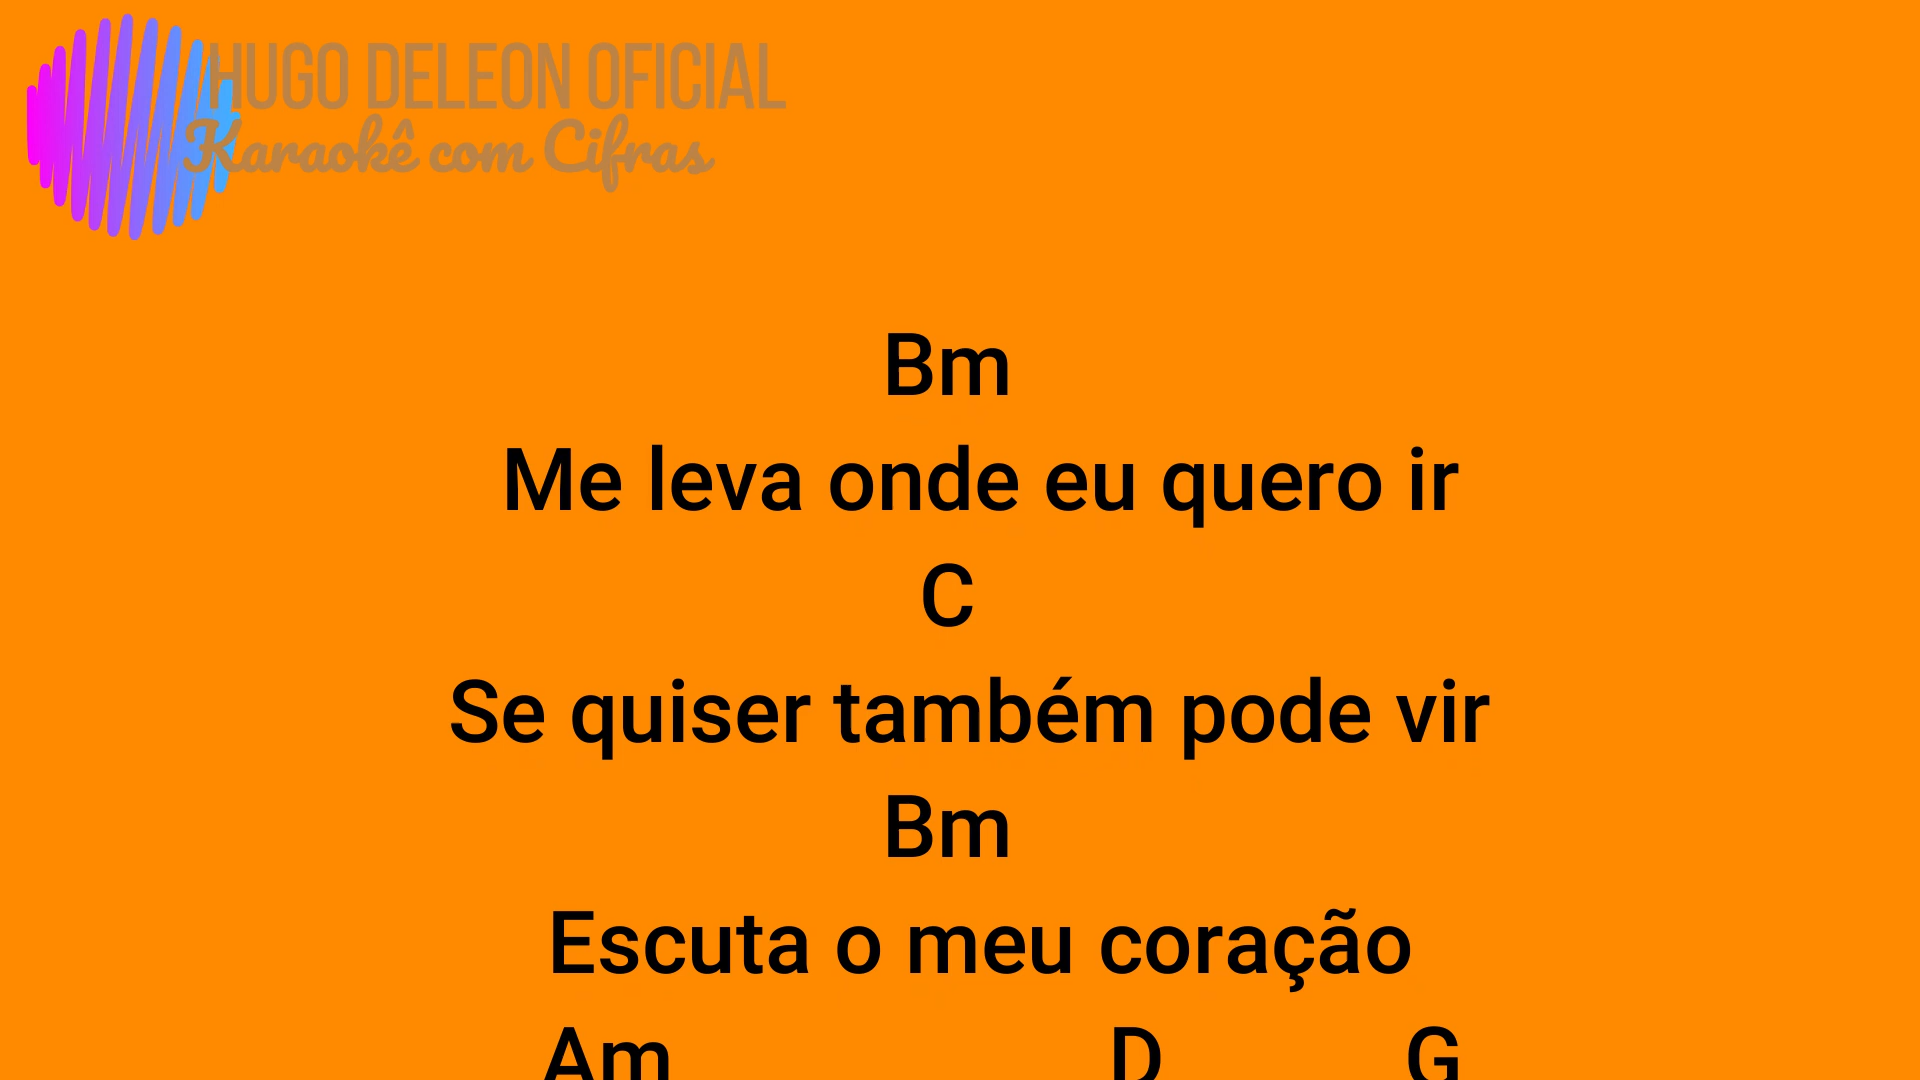 HUGO DELEON OFICIAL
Karaokê com Cifras
Bm
Me leva onde eu quero ir
C
Se quiser também pode vir
Bm
Escuta o meu coração
Am D G